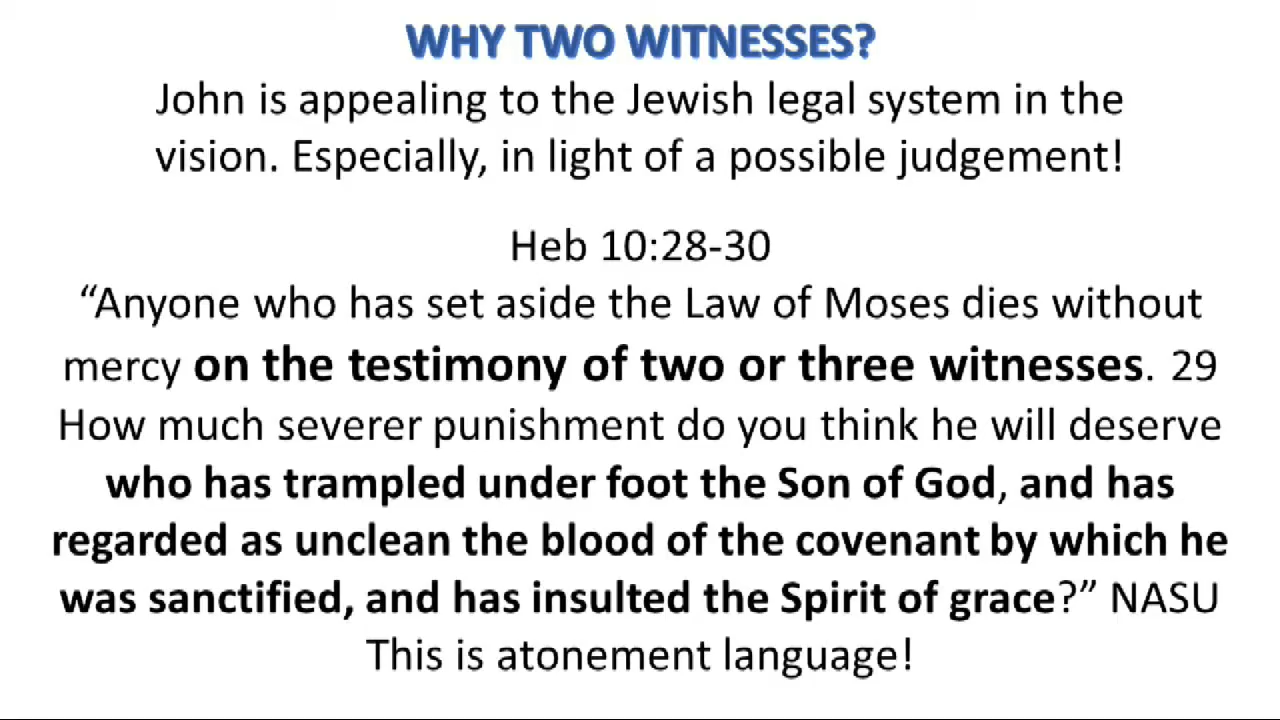 WHY TWO WITNESSES?
John is appealing to the Jewish legal system in the
vision. Especially, in light of a possible judgement!
Heb 10:28-30
“Anyone who has set aside the Law of Moses dies without
mercy on the testimony of two or three witnesses. 29
How much severer punishment do you think he will deserve
who has trampled under foot the Son of God, and has
regarded as unclean the blood of the covenant by which he
was sanctified, and has insulted the Spirit of grace?” NASU
This is atonement language!